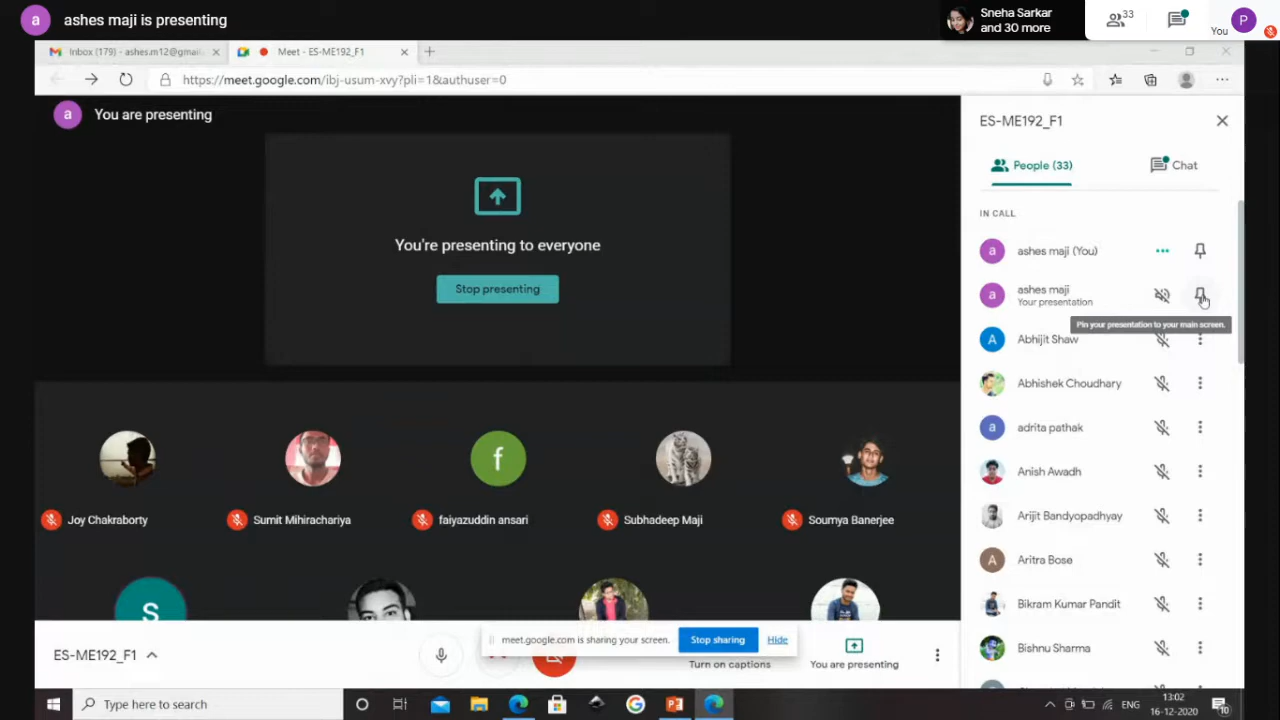 a ashes maji is presenting
Sneha Sarkar
and 30 more
33
You P
Inbox (179) - ashes.m12@gmail
Meet - ES-ME192_F1
https://meet.google.com/ibj-usum-xvy?pli=1&authuser=0
a You are presenting
You're presenting to everyone
Stop presenting
ES-ME192_F1
People (33)
Chat
IN CALL
a ashes maji (You)
a ashes maji
Your presentation
Pin your presentation to your main screen.
A Abhijit Shaw
Abhishek Choudhary
a adrita pathak
Anish Awadh
Arijit Bandyopadhyay
A Aritra Bose
Bikram Kumar Pandit
Bishnu Sharma
f
Joy Chakraborty
Sumit Mihirachariya
faiyazuddin ansari
Subhadeep Maji
Soumya Banerjee
S
ES-ME192_F1
meet.google.com is sharing your screen.
Stop sharing
Hide
Turn on captions
You are presenting
Type here to search
ENG
13:02
16-12-2020
10